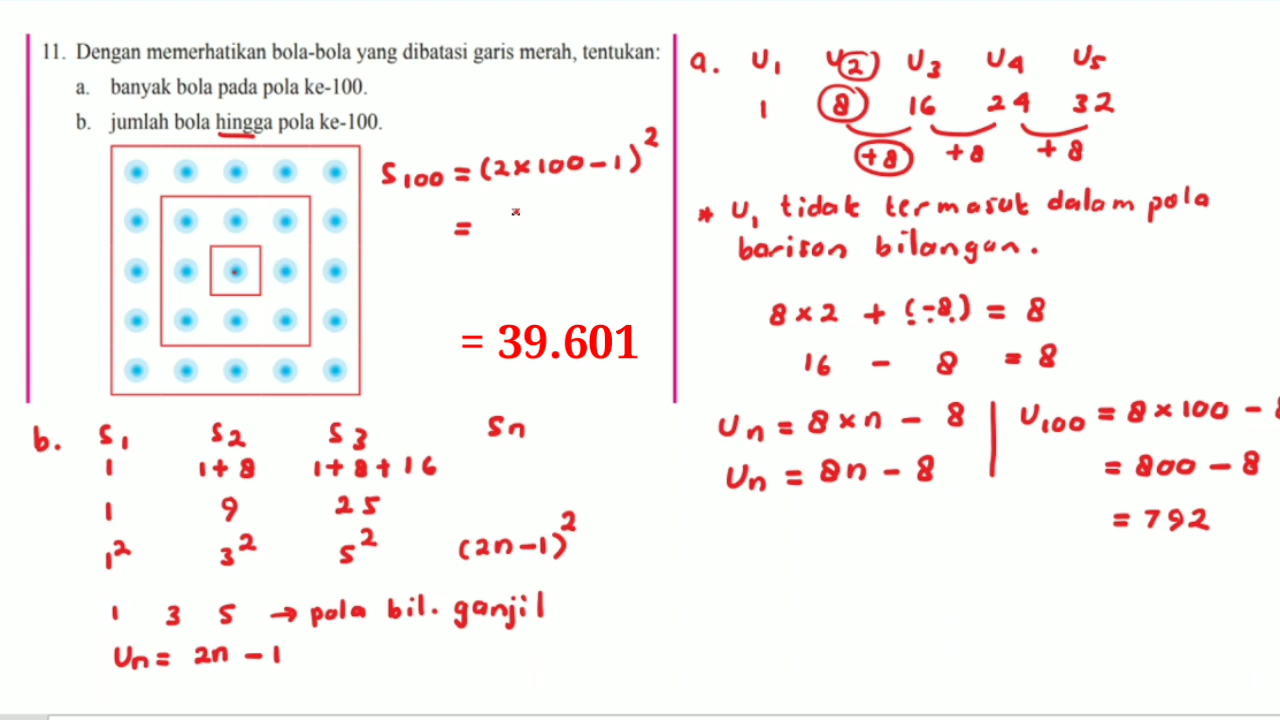 11. Dengan memerhatikan bola-bola yang dibatasi garis merah, tentukan:
a. banyak bola pada pola ke-100.
b. jumlah bola hingga pola ke-100.
S100 = (2×100-1)²
=
= 39.601
b. S1 S2 S3 Sn
1 1+8 1+8+16
1 9 25
1² 3² 5² (2n-1)²
1 3 5 → pola bil. ganjil
Un = 2n - 1
a. U1 U2 U3 U4 U5
1 8 16 24 32
+8 +8 +8
* U1 tidak termasuk dalam pola
barisan bilangan.
8×2 + (-8) = 8
16 - 8 = 8
Un = 8×n - 8
Un = 8n - 8
U100 = 8×100 - 8
= 800 - 8
= 792